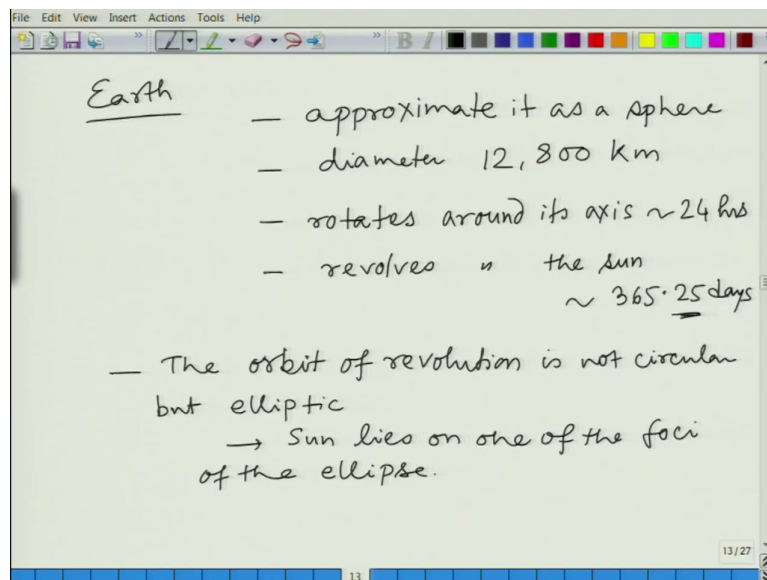 File Edit View Insert Actions Tools Help
B I
Earth
— approximate it as a sphere
— diameter 12,800 Km
— rotates around its axis ~ 24 hrs
— revolves " the sun
~ 365.25 days
— The orbit of revolution is not circular
but elliptic
→ Sun lies on one of the foci
of the ellipse.
13/27
13